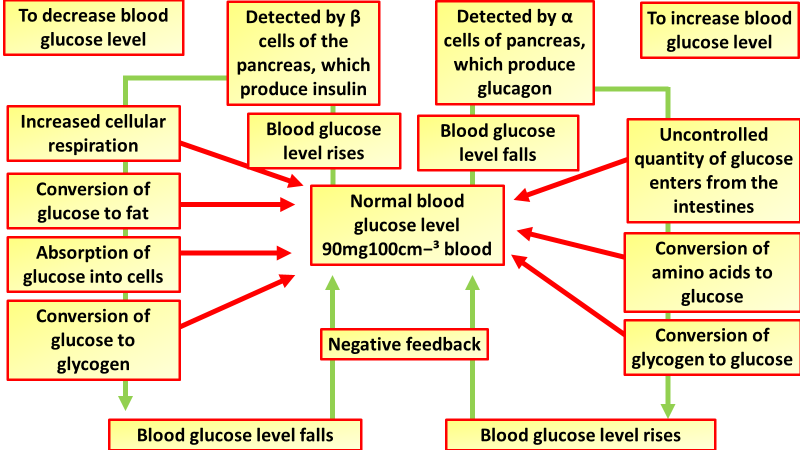 To decrease blood
glucose level
Detected by β
cells of the
pancreas, which
produce insulin
Detected by α
cells of pancreas,
which produce
glucagon
To increase blood
glucose level
Increased cellular
respiration
Blood glucose
level rises
Blood glucose
level falls
Uncontrolled
quantity of glucose
enters from the
intestines
Conversion of
glucose to fat
Normal blood
glucose level
90mg100cm−³ blood
Absorption of
glucose into cells
Conversion of
amino acids to
glucose
Conversion of
glucose to
glycogen
Negative feedback
Conversion of
glycogen to glucose
Blood glucose level falls
Blood glucose level rises